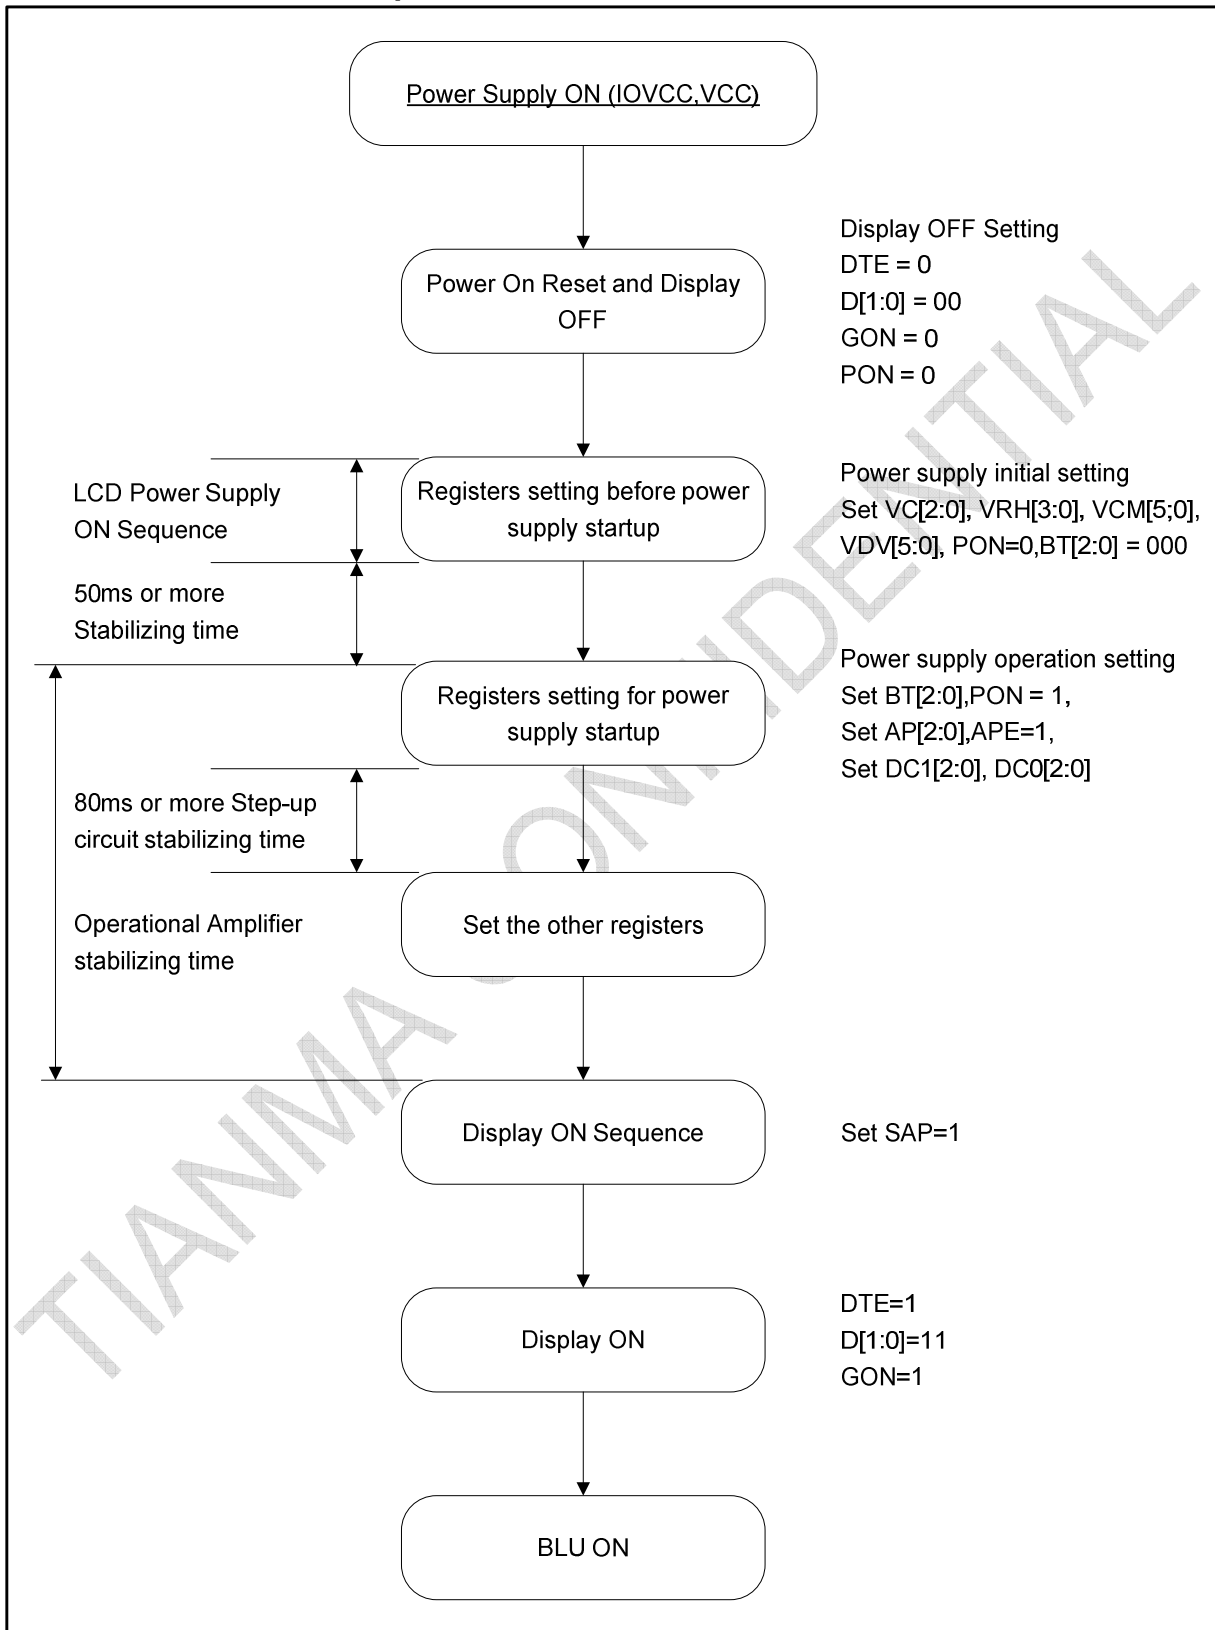 Power Supply ON (IOVCC,VCC)
Power On Reset and Display
OFF
Display OFF Setting
DTE = 0
D[1:0] = 00
GON = 0
PON = 0
LCD Power Supply
ON Sequence
Registers setting before power
supply startup
Power supply initial setting
Set VC[2:0], VRH[3:0], VCM[5;0],
VDV[5:0], PON=0,BT[2:0] = 000
50ms or more
Stabilizing time
Registers setting for power
supply startup
Power supply operation setting
Set BT[2:0],PON = 1,
Set AP[2:0],APE=1,
Set DC1[2:0], DC0[2:0]
80ms or more Step-up
circuit stabilizing time
Operational Amplifier
stabilizing time
Set the other registers
Display ON Sequence
Set SAP=1
Display ON
DTE=1
D[1:0]=11
GON=1
BLU ON
TIANMA CONFIDENTIAL